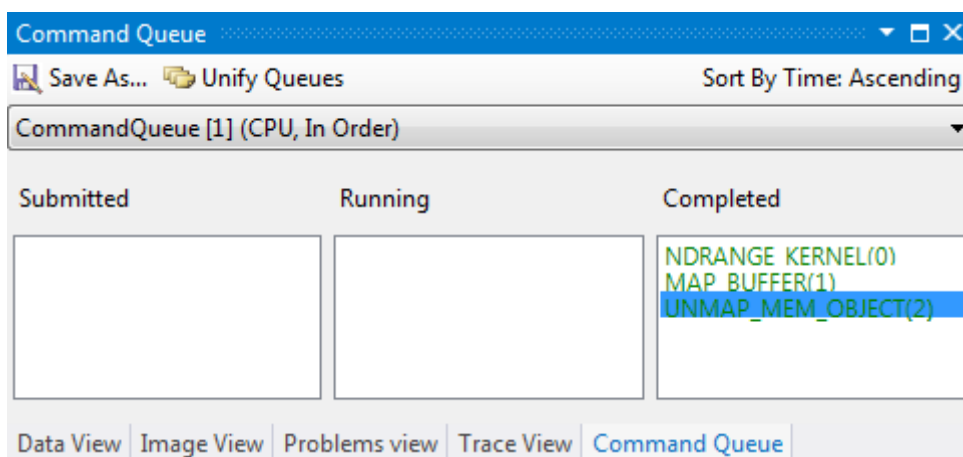 Command Queue
Save As... Unify Queues Sort By Time: Ascending
CommandQueue [1] (CPU, In Order)
Submitted Running Completed
NDRANGE_KERNEL(0)
MAP_BUFFER(1)
UNMAP_MEM_OBJECT(2)
Data View Image View Problems view Trace View Command Queue